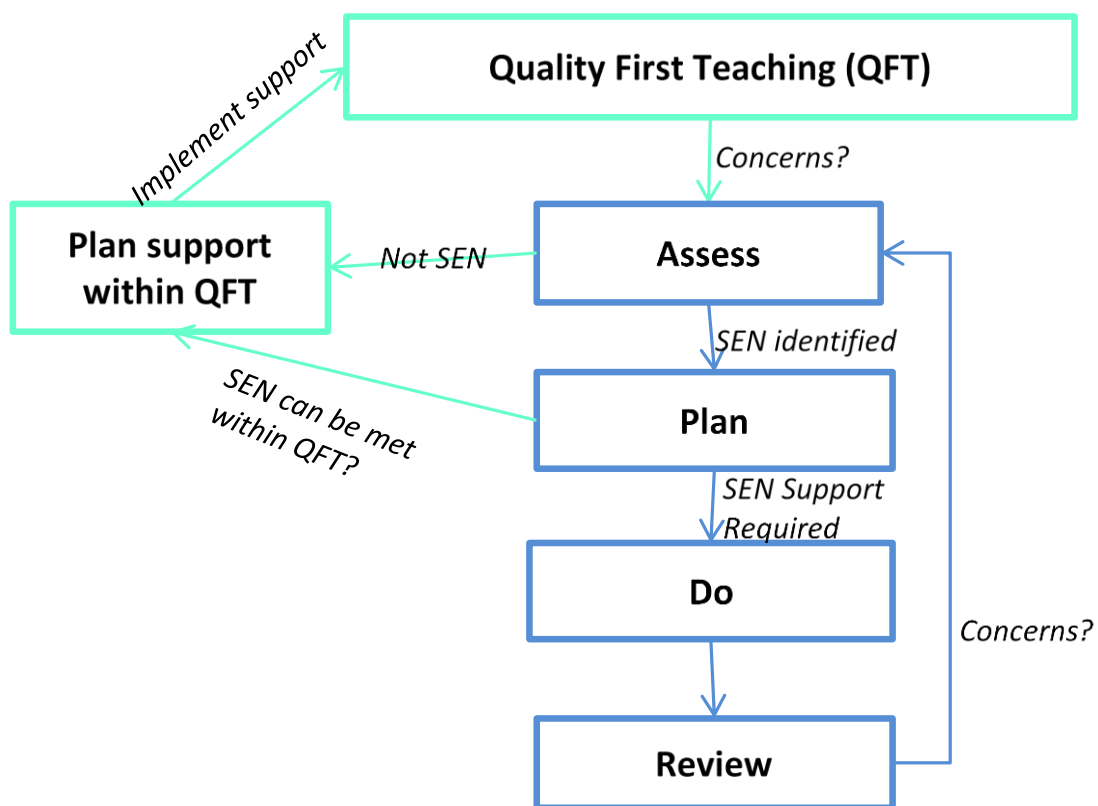 Quality First Teaching (QFT)
Implement support
Concerns?
Plan support
within QFT
Not SEN
Assess
SEN identified
SEN can be met
within QFT?
Plan
SEN Support
Required
Do
Concerns?
Review